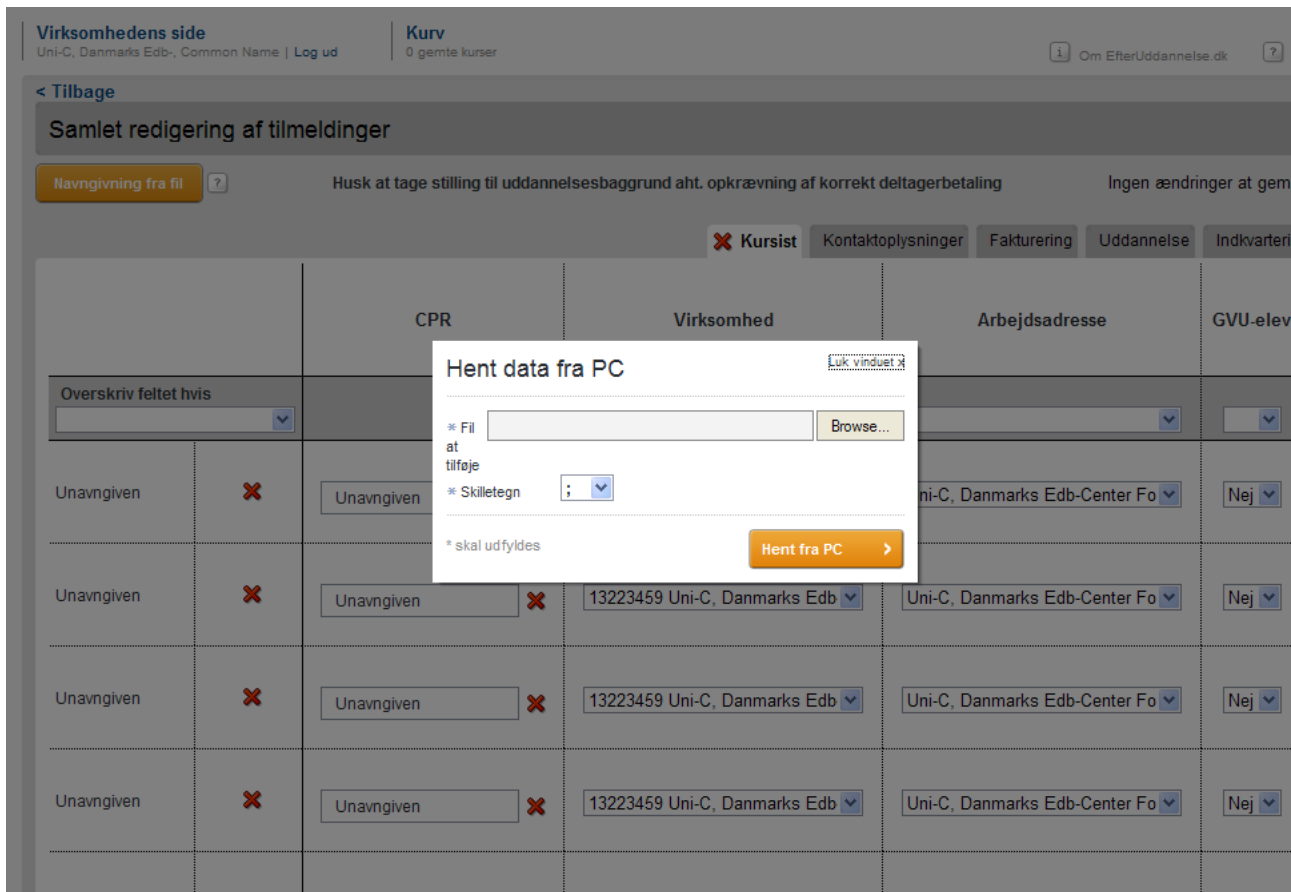 Virksomhedens side
Uni-C, Danmarks Edb-, Common Name | Log ud
Kurv
0 gemte kurser
i Om EfterUddannelse.dk ?
< Tilbage
Samlet redigering af tilmeldinger
Navngivning fra fil ?
Husk at tage stilling til uddannelsesbaggrund aht. opkrævning af korrekt deltagerbetaling
Ingen ændringer at gem
Kursist Kontaktoplysninger Fakturering Uddannelse Indkvarteri
CPR Virksomhed Arbejdsadresse GVU-elev
Overskriv feltet hvis
Hent data fra PC
Luk vinduet x
* Fil
at
tilføje
Browse...
* Skilletegn ;
* skal udfyldes
Hent fra PC
Unavngiven Unavngiven ni-C, Danmarks Edb-Center Fo Nej
Unavngiven Unavngiven 13223459 Uni-C, Danmarks Edb- Uni-C, Danmarks Edb-Center Fo Nej
Unavngiven Unavngiven 13223459 Uni-C, Danmarks Edb- Uni-C, Danmarks Edb-Center Fo Nej
Unavngiven Unavngiven 13223459 Uni-C, Danmarks Edb- Uni-C, Danmarks Edb-Center Fo Nej